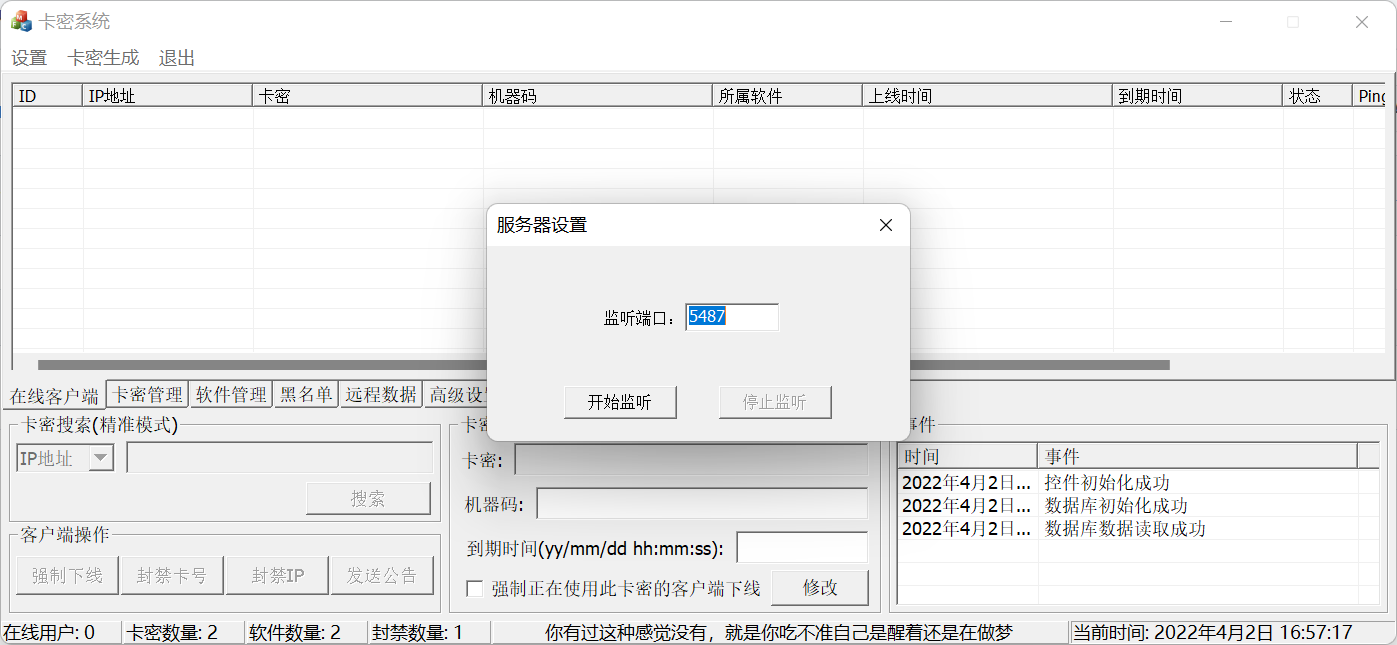 卡密系统
设置 卡密生成 退出
ID IP地址 卡密 机器码 所属软件 上线时间 到期时间 状态 Ping
服务器设置
监听端口: 5487
开始监听 停止监听
在线客户端 卡密管理 软件管理 黑名单 远程数据 高级设
卡密搜索(精准模式)
IP地址
搜索
客户端操作
强制下线 封禁卡号 封禁IP 发送公告
卡密:
机器码:
到期时间(yy/mm/dd hh:mm:ss):
强制正在使用此卡密的客户端下线 修改
事件
时间 事件
2022年4月2日... 控件初始化成功
2022年4月2日... 数据库初始化成功
2022年4月2日... 数据库数据读取成功
在线用户: 0 卡密数量: 2 软件数量: 2 封禁数量: 1 你有过这种感觉没有，就是你吃不准自己是醒着还是在做梦 当前时间: 2022年4月2日 16:57:17